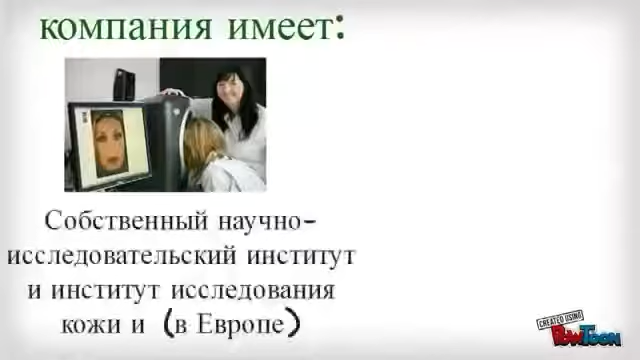 компания имеет:
Собственный научно-
исследовательский институт
и институт исследования
кожи и (в Европе)
CREATED USING
PowToon